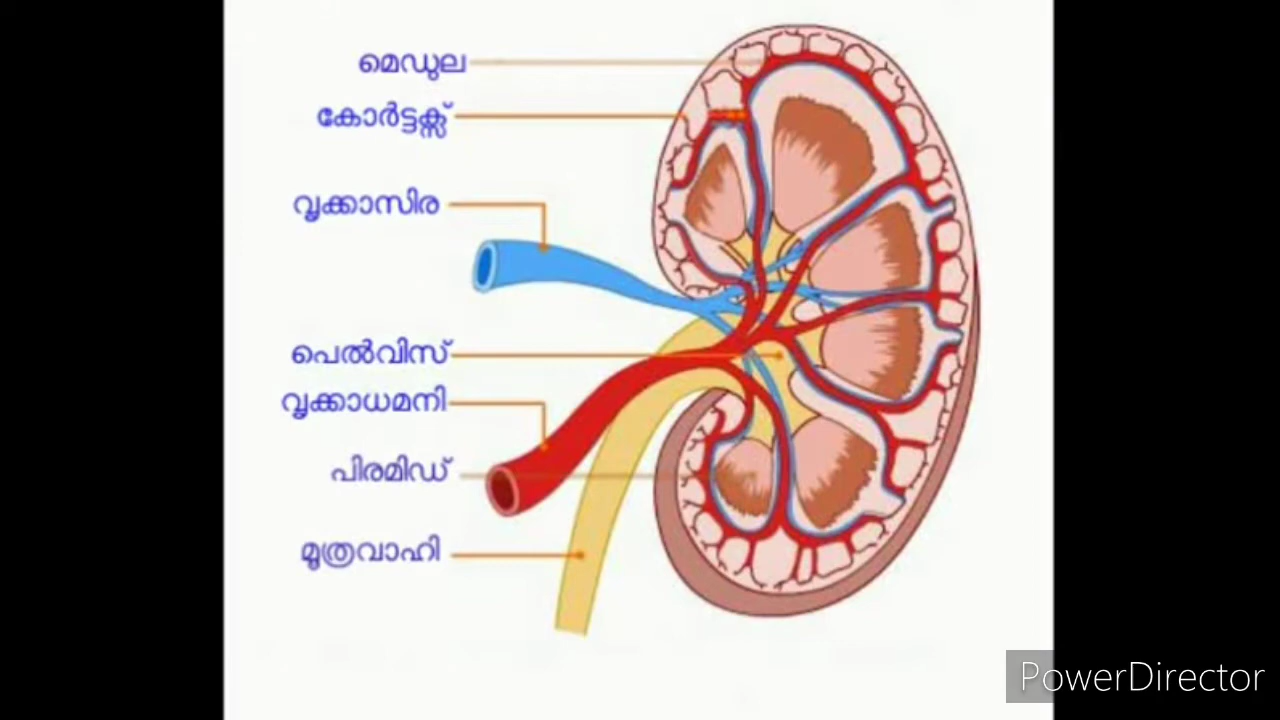 മെഡുല
കോർട്ടക്സ്
വൃക്കാസിര
പെൽവിസ്
വൃക്കാധമനി
പിരമിഡ്
മൂത്രവാഹി
PowerDirector